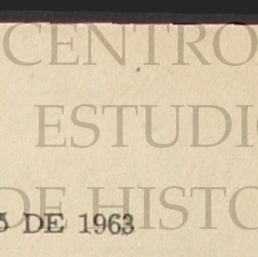 CENTRO
ESTUDI
DE HISTO
5 DE 1963